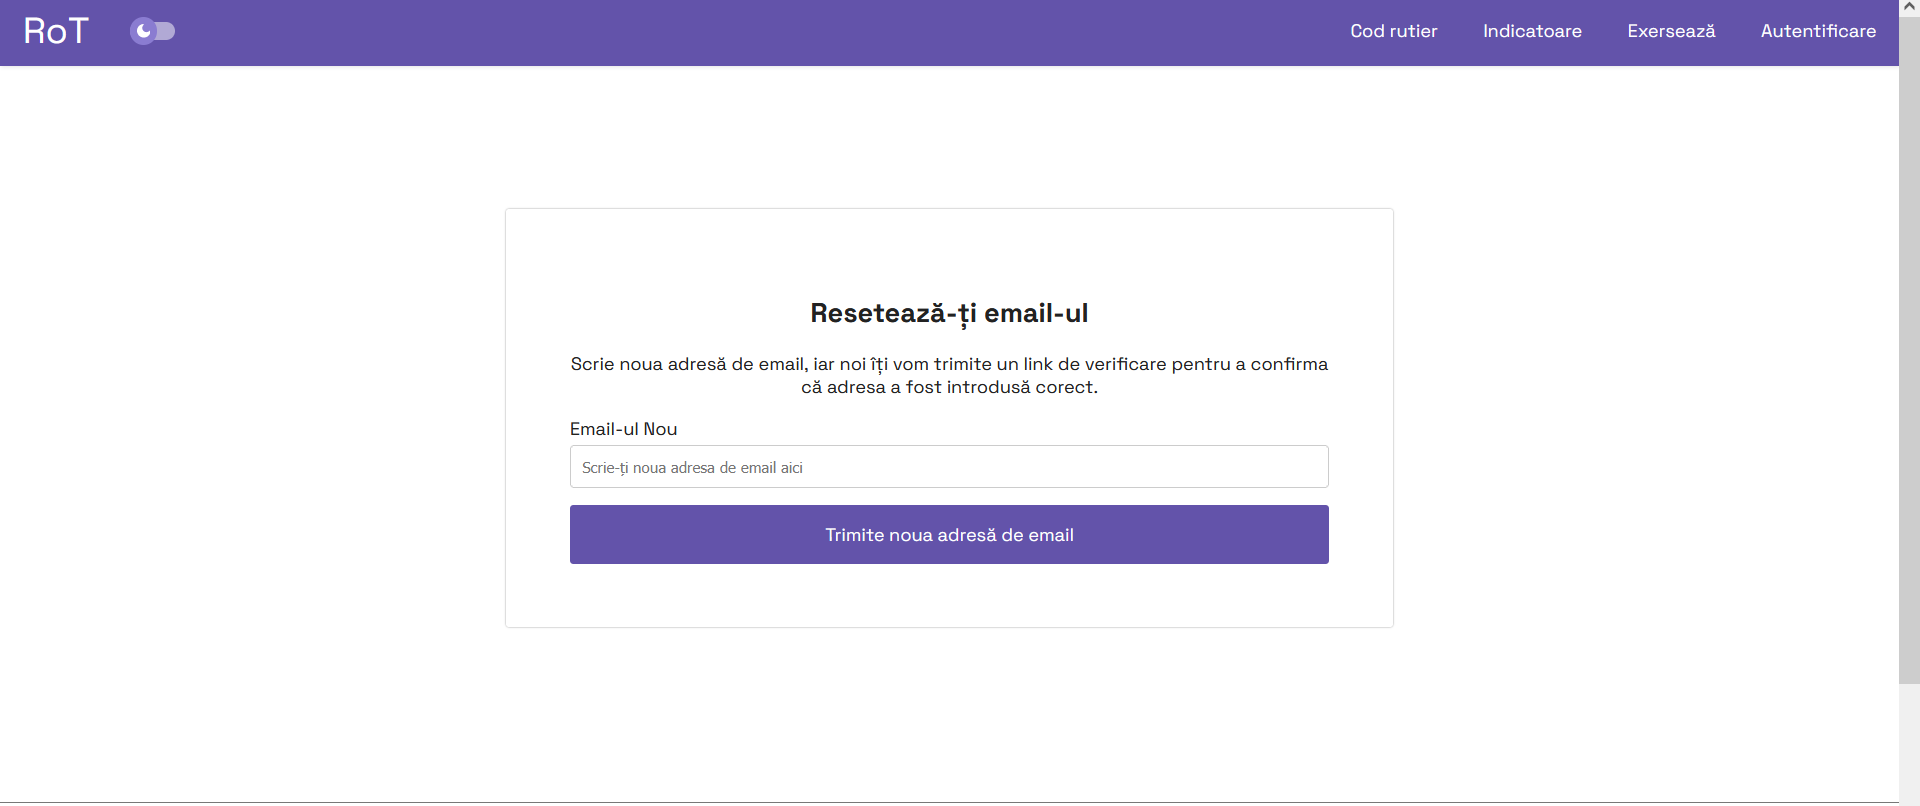 RoT
Cod rutier
Indicatoare
Exersează
Autentificare
Resetează-ți email-ul
Scrie noua adresă de email, iar noi îți vom trimite un link de verificare pentru a confirma
că adresa a fost introdusă corect.
Email-ul Nou
Scrie-ți noua adresa de email aici
Trimite noua adresă de email